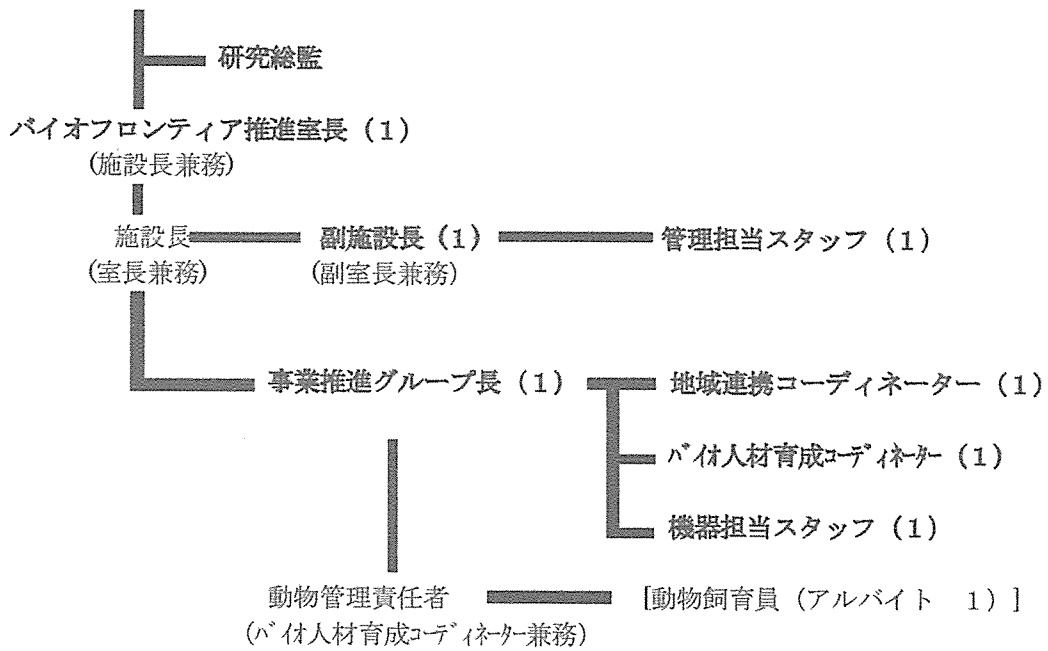 研究総監
バイオフロンティア推進室長（１）
(施設長兼務)
施設長 副施設長（１） 管理担当スタッフ（１）
(室長兼務) (副室長兼務)
事業推進グループ長（１） 地域連携コーディネーター（１）
ﾊﾞｲｵ人材育成ｺｰﾃﾞｨﾈｰﾀｰ（１）
機器担当スタッフ（１）
動物管理責任者 [動物飼育員（アルバイト　１）]
(ﾊﾞｲｵ人材育成ｺｰﾃﾞｨﾈｰﾀｰ兼務)